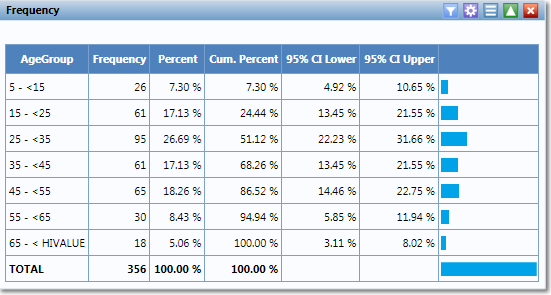 Frequency
AgeGroup Frequency Percent Cum. Percent 95% CI Lower 95% CI Upper
5 - <15 26 7.30 % 7.30 % 4.92 % 10.65 %
15 - <25 61 17.13 % 24.44 % 13.45 % 21.55 %
25 - <35 95 26.69 % 51.12 % 22.23 % 31.66 %
35 - <45 61 17.13 % 68.26 % 13.45 % 21.55 %
45 - <55 65 18.26 % 86.52 % 14.46 % 22.75 %
55 - <65 30 8.43 % 94.94 % 5.85 % 11.94 %
65 - < HIVALUE 18 5.06 % 100.00 % 3.11 % 8.02 %
TOTAL 356 100.00 % 100.00 %